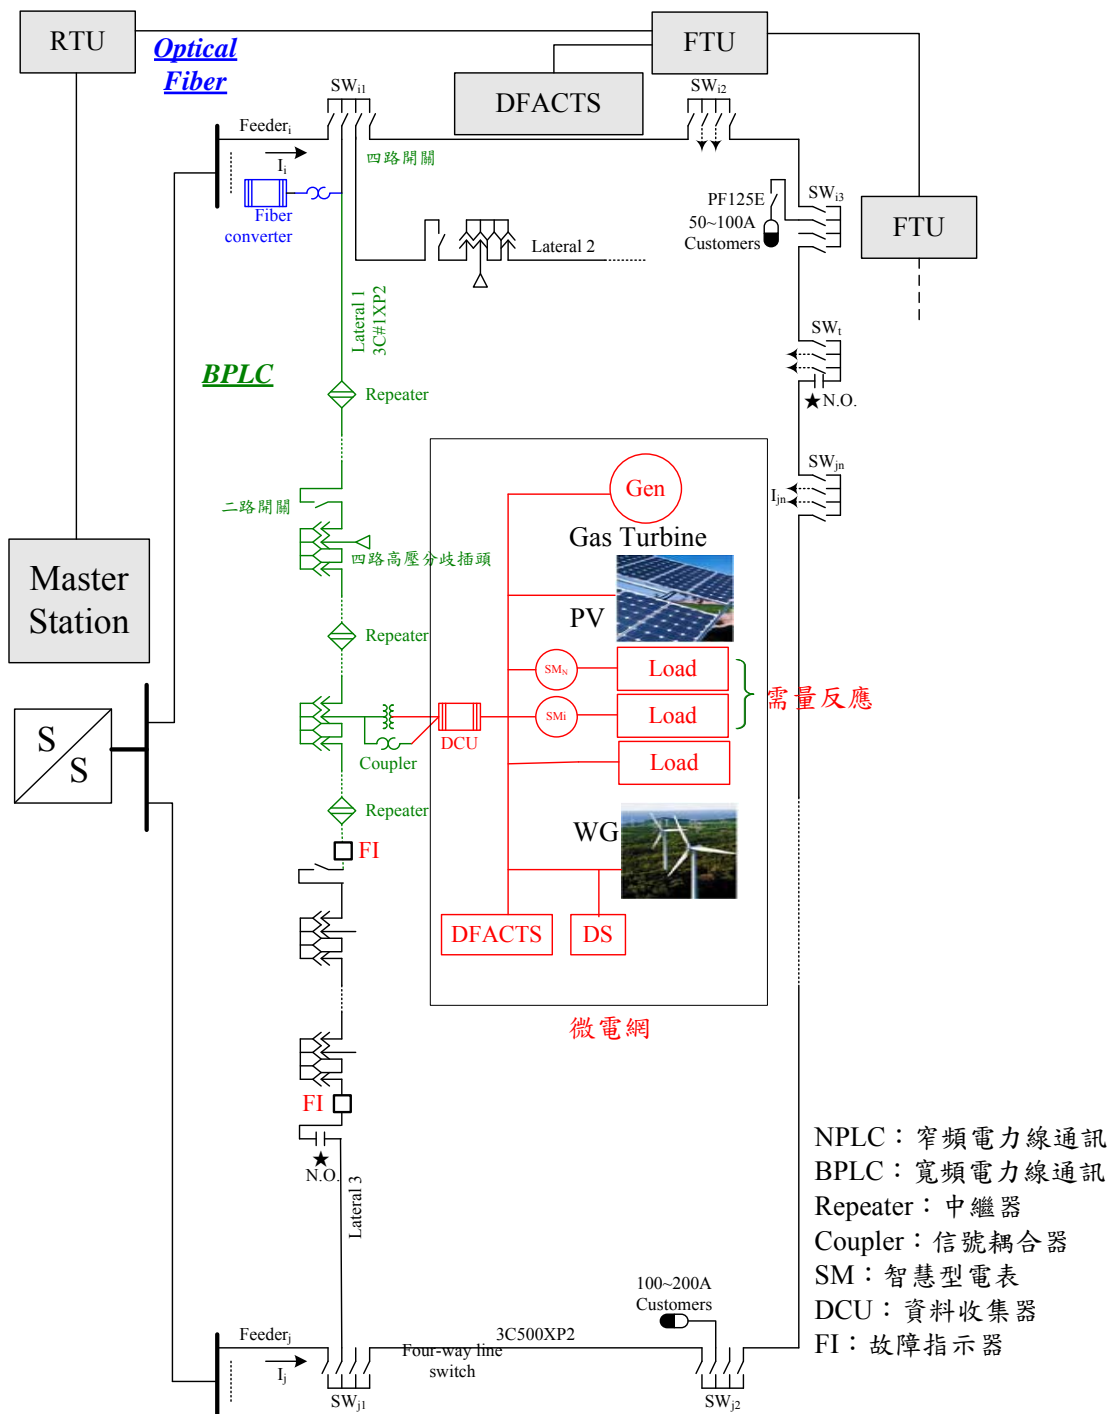 RTU
Optical
Fiber
FTU
DFACTS
SWi1
SWi2
Feederi
Ii
四路開關
Fiber
converter
PF125E
50~100A
Customers
SWi3
FTU
Lateral 2
Lateral 1
3C#1XP2
SWt
★N.O.
BPLC
Repeater
SWjn
Ijn
二路開關
四路高壓分歧插頭
Gen
Gas Turbine
PV
Master
Station
Repeater
SMN
Load
SMi
Load
需量反應
DCU
Load
Coupler
S
S
Repeater
FI
WG
DFACTS
DS
微電網
FI
★
N.O.
Lateral 3
NPLC：窄頻電力線通訊
BPLC：寬頻電力線通訊
Repeater：中繼器
Coupler：信號耦合器
SM：智慧型電表
DCU：資料收集器
FI：故障指示器
100~200A
Customers
Feederj
Ij
3C500XP2
Four-way line
switch
SWj1
SWj2